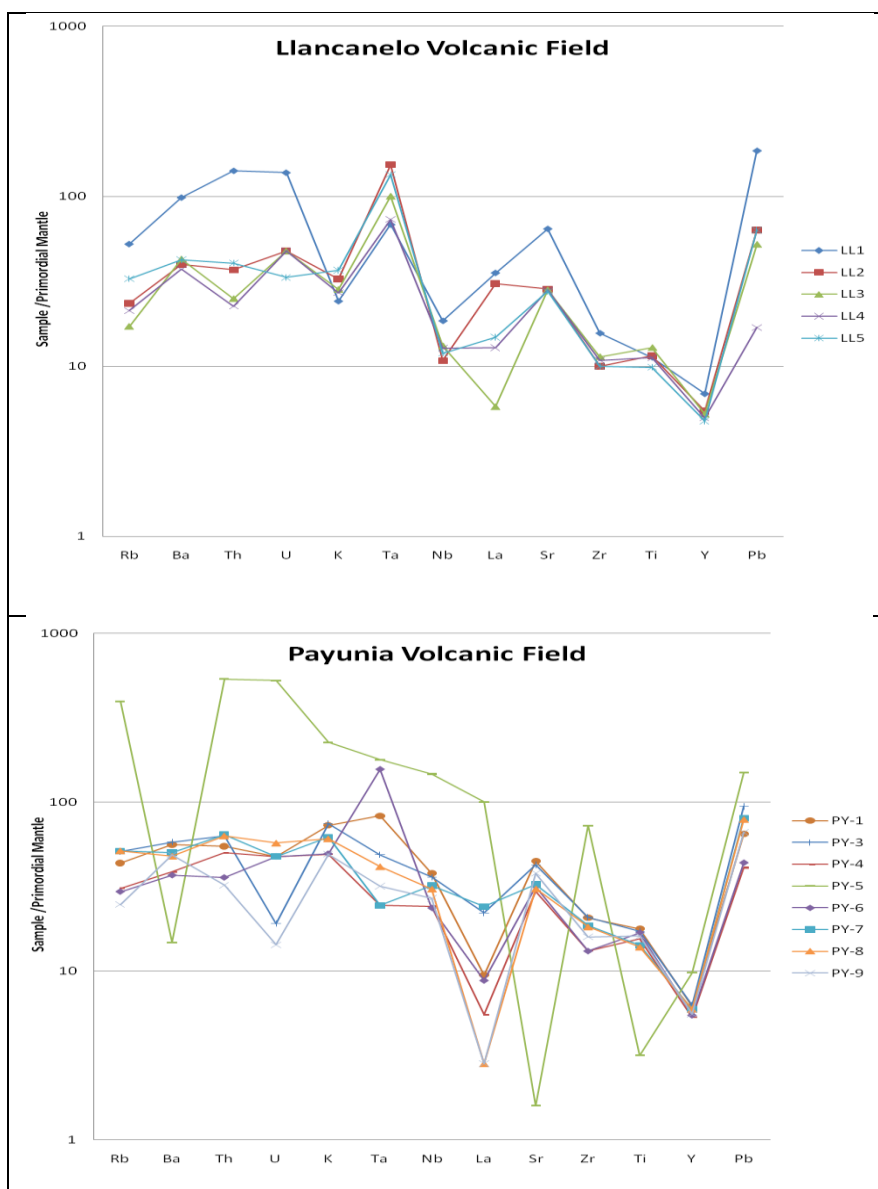 1000
Llancanelo Volcanic Field
100
Sample /Primordial Mantle
10
1
Rb Ba Th U K Ta Nb La Sr Zr Ti Y Pb
LL1
LL2
LL3
LL4
LL5
1000
Payunia Volcanic Field
100
Sample/Primordial Mantle
10
1
Rb Ba Th U K Ta Nb La Sr Zr Ti Y Pb
PY-1
PY-3
PY-4
PY-5
PY-6
PY-7
PY-8
PY-9